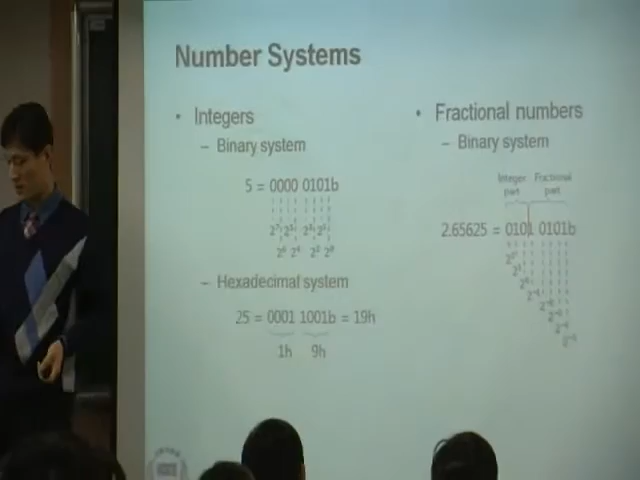 Number Systems
• Integers
– Binary system
5 = 0000 0101b
– Hexadecimal system
25 = 0001 1001b = 19h
1h 9h
• Fractional numbers
– Binary system
Integer part Fractional part
2.65625 = 0101 0101b